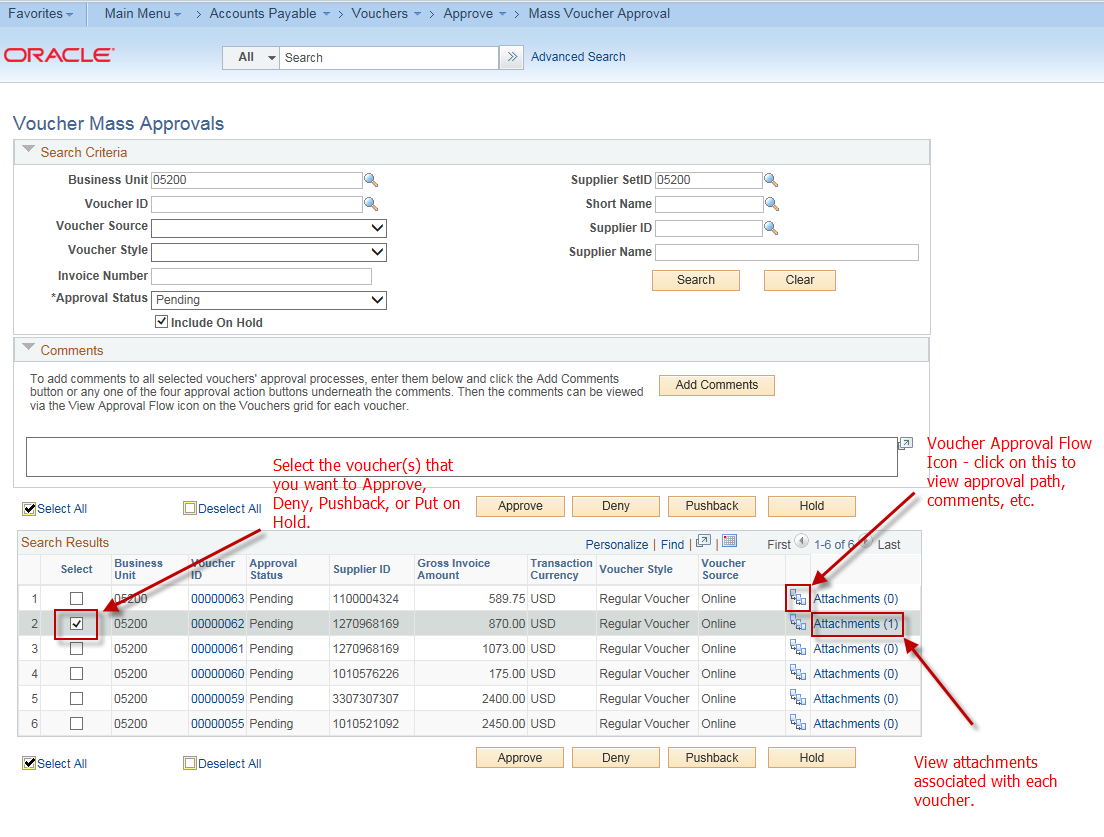 Favorites Main Menu > Accounts Payable > Vouchers > Approve > Mass Voucher Approval
ORACLE
All Search Advanced Search
Voucher Mass Approvals
Search Criteria
Business Unit 05200 Supplier SetID 05200
Voucher ID Short Name
Voucher Source Supplier ID
Voucher Style Supplier Name
Invoice Number Search Clear
*Approval Status Pending
Include On Hold
Comments
To add comments to all selected vouchers' approval processes, enter them below and click the Add Comments
button or any one of the four approval action buttons underneath the comments. Then the comments can be viewed
via the View Approval Flow icon on the Vouchers grid for each voucher.
Add Comments
Voucher Approval Flow
Icon - click on this to
view approval path,
comments, etc.
Select the voucher(s) that
you want to Approve,
Deny, Pushback, or Put on
Hold.
Select All Deselect All Approve Deny Pushback Hold
Search Results Personalize | Find | | First 1-6 of 6 Last
Select Business Unit Voucher ID Approval Status Supplier ID Gross Invoice Amount Transaction Currency Voucher Style Voucher Source
1 05200 00000063 Pending 1100004324 589.75 USD Regular Voucher Online Attachments (0)
2 05200 00000062 Pending 1270968169 870.00 USD Regular Voucher Online Attachments (1)
3 05200 00000061 Pending 1270968169 1073.00 USD Regular Voucher Online Attachments (0)
4 05200 00000060 Pending 1010576226 175.00 USD Regular Voucher Online Attachments (0)
5 05200 00000059 Pending 3307307307 2400.00 USD Regular Voucher Online Attachments (0)
6 05200 00000055 Pending 1010521092 2450.00 USD Regular Voucher Online Attachments (0)
Select All Deselect All Approve Deny Pushback Hold
View attachments
associated with each
voucher.